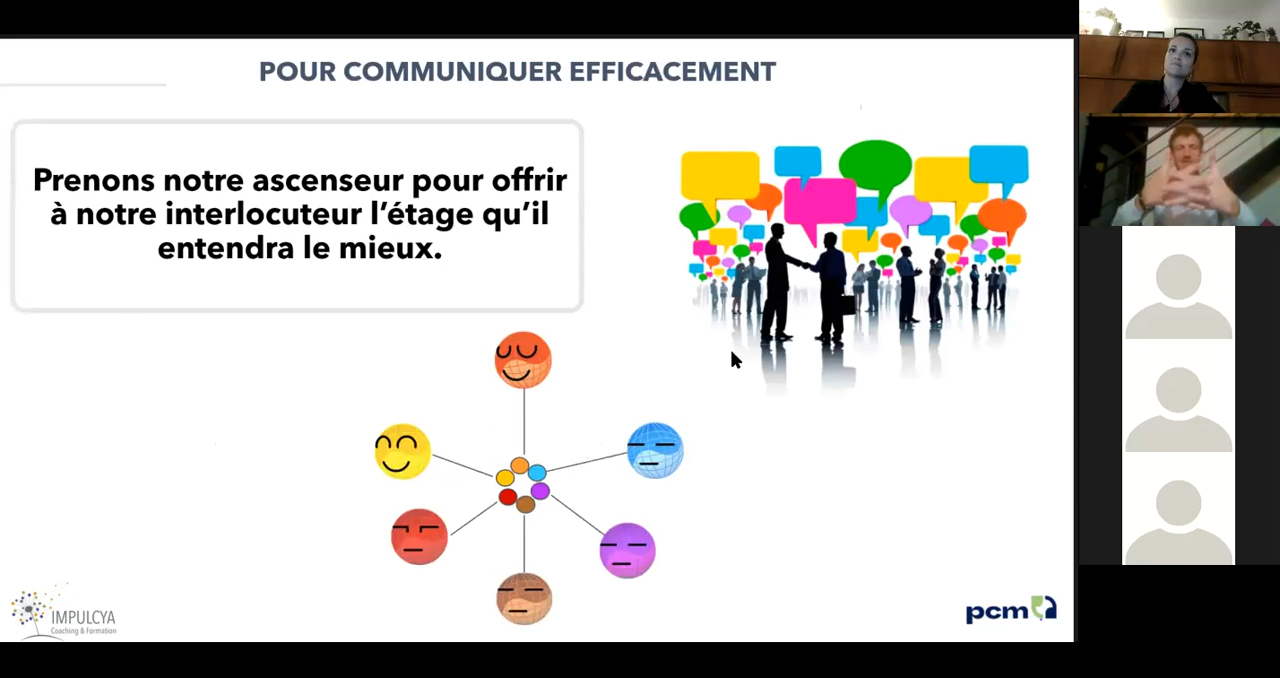 POUR COMMUNIQUER EFFICACEMENT
Prenons notre ascenseur pour offrir
à notre interlocuteur l’étage qu’il
entendra le mieux.
IMPULCYA
Coaching & Formation
pcm